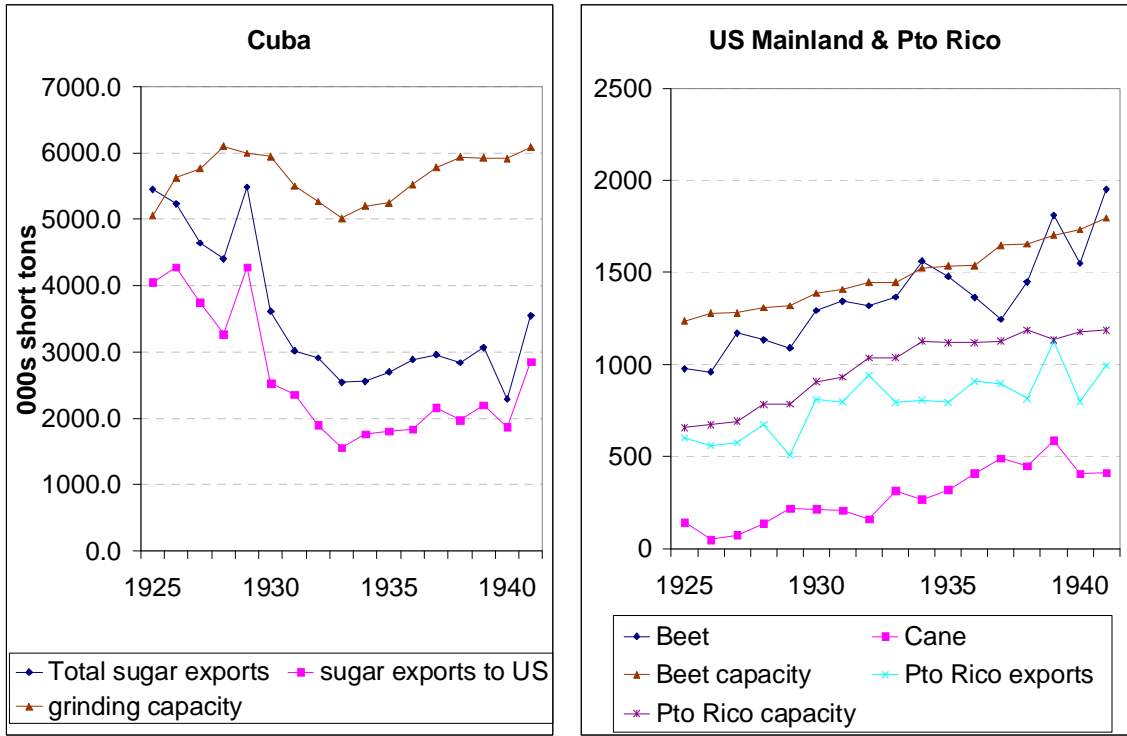 Cuba
7000.0
6000.0
5000.0
4000.0
3000.0
2000.0
1000.0
0.0
000s short tons
1925 1930 1935 1940
Total sugar exports sugar exports to US
grinding capacity
US Mainland & Pto Rico
2500
2000
1500
1000
500
0
1925 1930 1935 1940
Beet Cane
Beet capacity Pto Rico exports
Pto Rico capacity